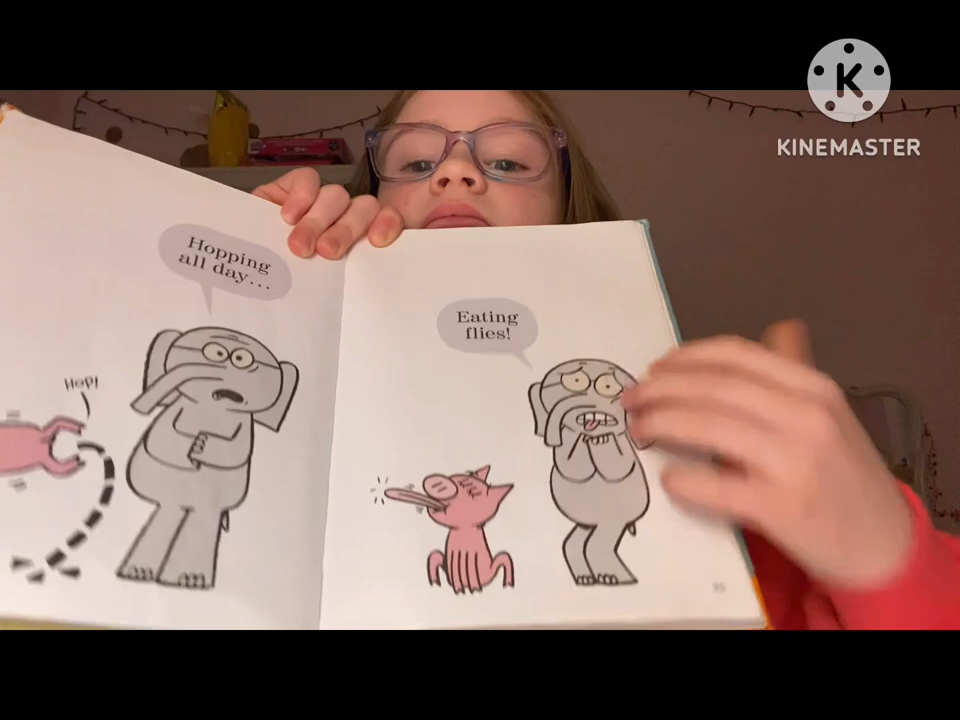 KINEMASTER
Hopping
all day...
HOP!
Eating
flies!